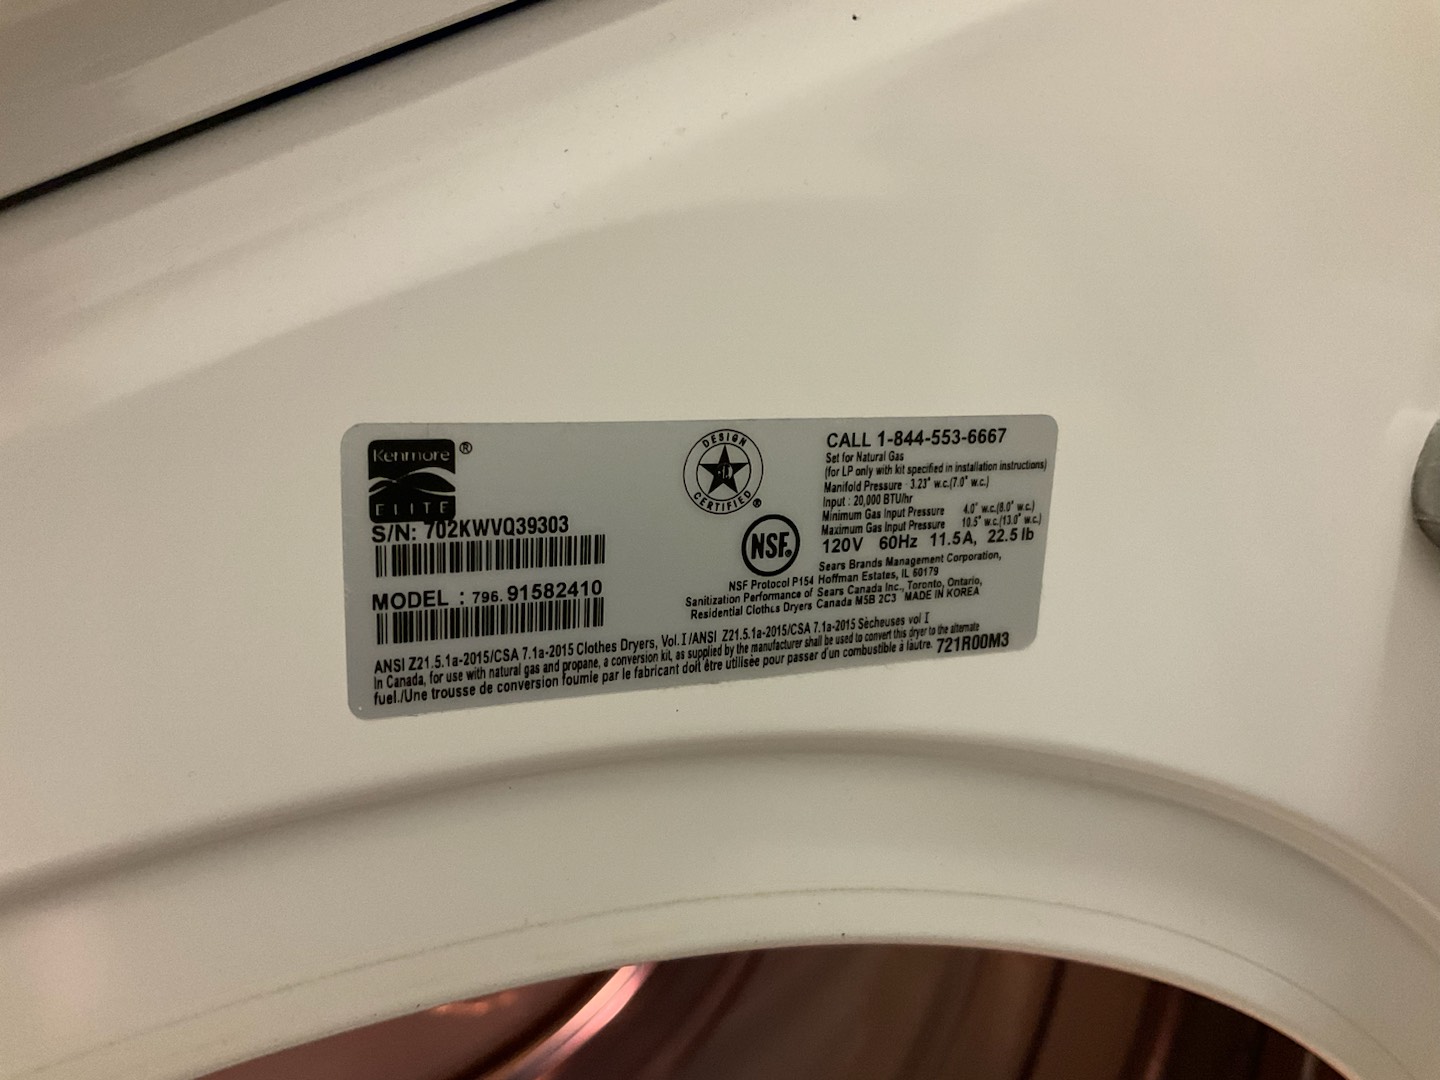 Kenmore ®
ELITE
S/N: 702KWVQ39303
MODEL : 796.91582410
DESIGN
CERTIFIED ®
NSF®
NSF Protocol P154
Sanitization Performance of
Residential Clothes Dryers
CALL 1-844-553-6667
Set for Natural Gas
(for LP only with kit specified in installation instructions)
Manifold Pressure 3.23" w.c.(7.0" w.c.)
Input : 20,000 BTU/hr
Minimum Gas Input Pressure 4.0" w.c.(8.0" w.c.)
Maximum Gas Input Pressure 10.5" w.c.(13.0" w.c.)
120V 60Hz 11.5A, 22.5 lb
Sears Brands Management Corporation,
Hoffman Estates, IL 60179
Sears Canada Inc., Toronto, Ontario,
Canada M5B 2C3 MADE IN KOREA
ANSI Z21.5.1a-2015/CSA 7.1a-2015 Clothes Dryers, Vol. I/ANSI Z21.5.1a-2015/CSA 7.1a-2015 Sécheuses vol I
In Canada, for use with natural gas and propane, a conversion kit, as supplied by the manufacturer shall be used to convert this dryer to the alternate
fuel./Une trousse de conversion fournie par le fabricant doit être utilisée pour passer d'un combustible à lautre. 721R00M3